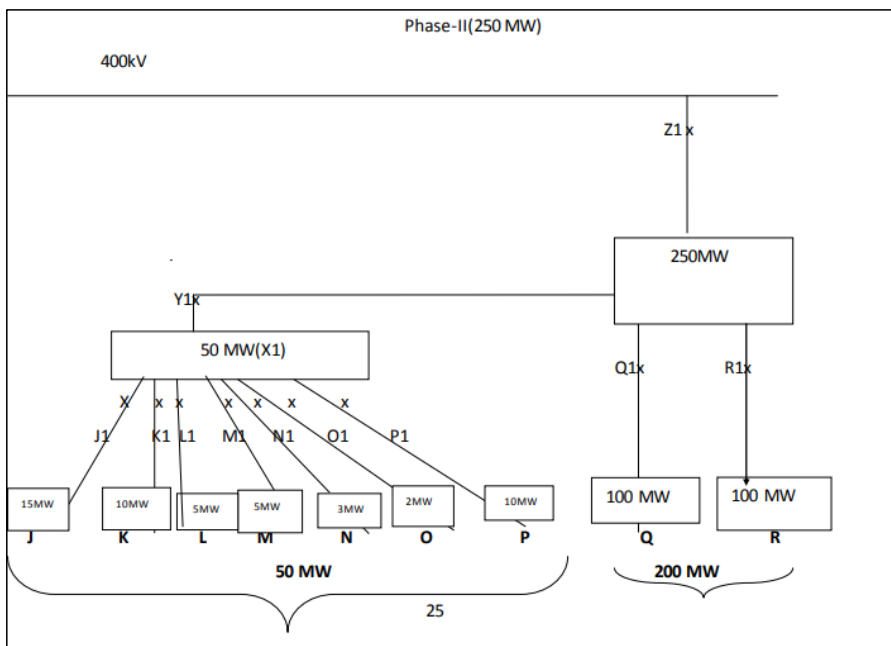 Phase-II(250 MW)
400kV
Z1 x
250MW
Y1x
50 MW(X1)
Q1x R1x
X x x x x x x
J1 K1 L1 M1 N1 O1 P1
15MW 10MW 5MW 5MW 3MW 2MW 10MW 100 MW 100 MW
J K L M N O P Q R
50 MW 200 MW
25